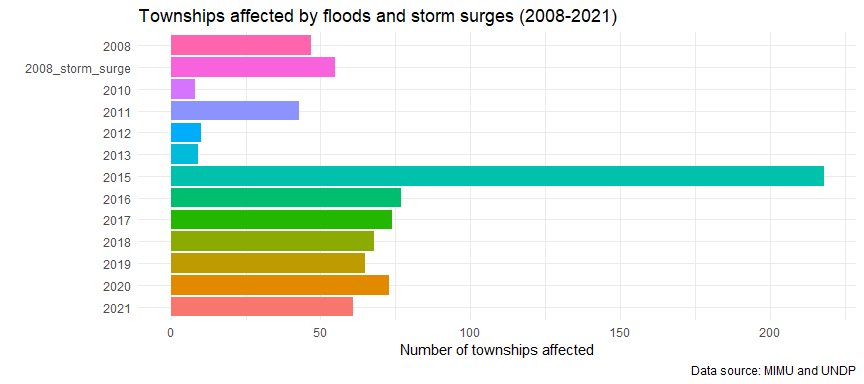 Townships affected by floods and storm surges (2008-2021)
2008
2008_storm_surge
2010
2011
2012
2013
2015
2016
2017
2018
2019
2020
2021
0 50 100 150 200
Number of townships affected
Data source: MIMU and UNDP